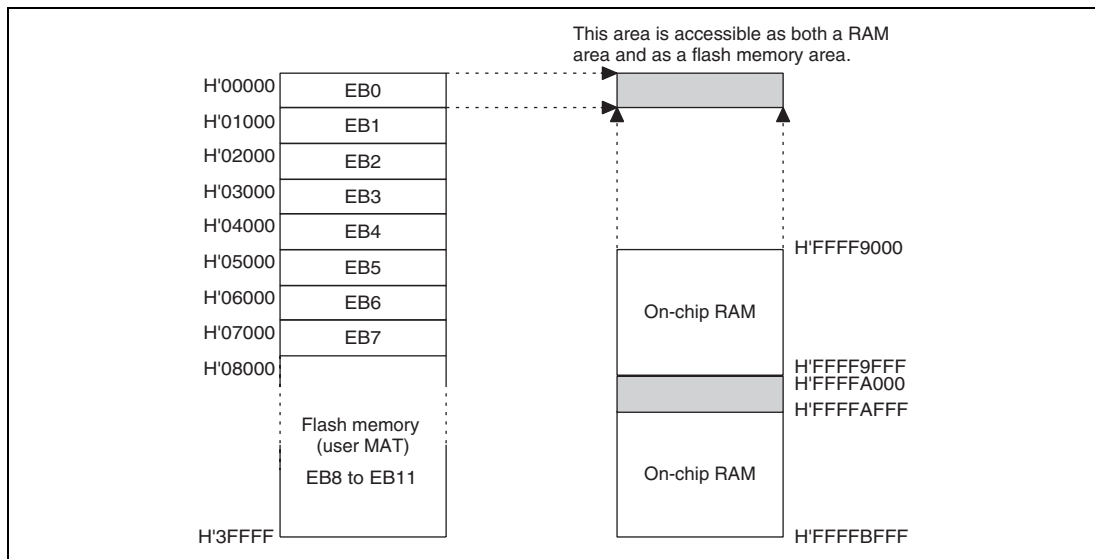 This area is accessible as both a RAM
area and as a flash memory area.
H'00000
EB0
H'01000
EB1
H'02000
EB2
H'03000
EB3
H'04000
EB4
H'05000
EB5
H'06000
EB6
H'07000
EB7
H'08000
Flash memory
(user MAT)
EB8 to EB11
H'3FFFF
H'FFFF9000
On-chip RAM
H'FFFF9FFF
H'FFFFA000
H'FFFFAFFF
On-chip RAM
H'FFFFBFFF